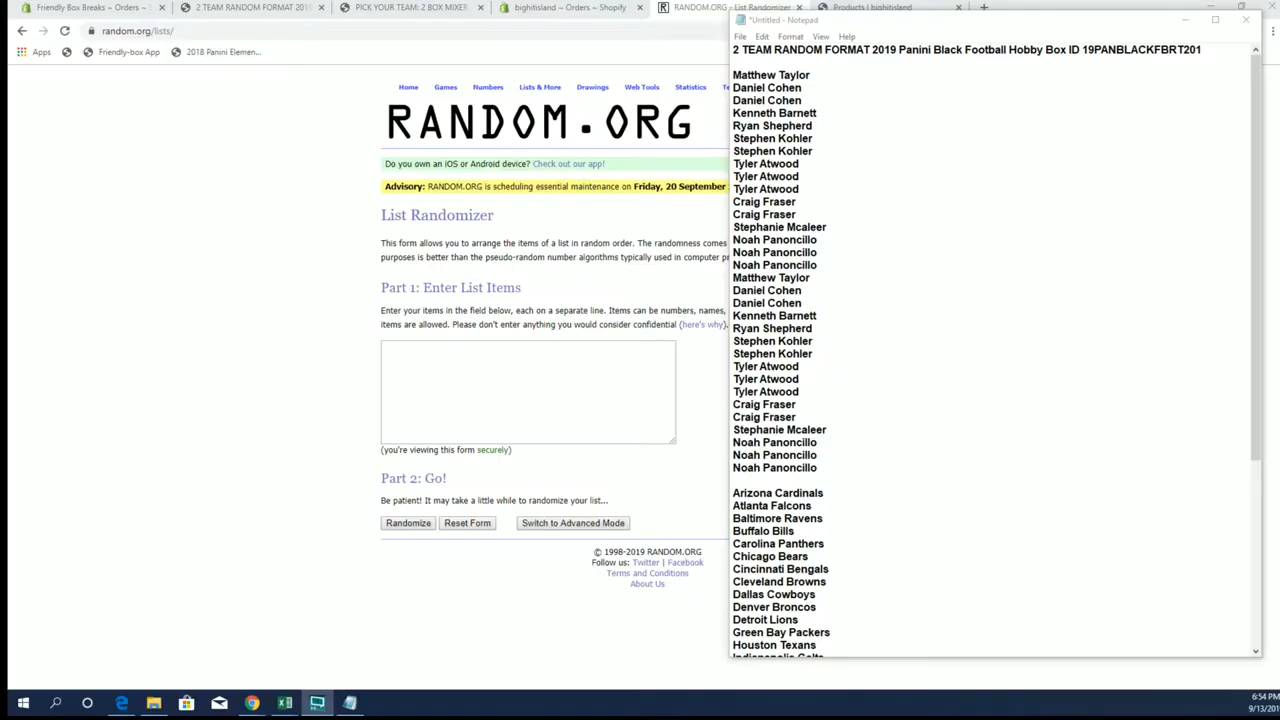 Friendly Box Breaks ~ Orders ~
2 TEAM RANDOM FORMAT 2019
PICK YOUR TEAM: 2 BOX MIXER
bighitisland ~ Orders ~ Shopify
RANDOM.ORG - List Randomizer
Products | bighitisland
random.org/lists/
Apps
Friendly-box App
2018 Panini Elemen...
*Untitled - Notepad
File Edit Format View Help
2 TEAM RANDOM FORMAT 2019 Panini Black Football Hobby Box ID 19PANBLACKFBRT201
Matthew Taylor
Daniel Cohen
Daniel Cohen
Kenneth Barnett
Ryan Shepherd
Stephen Kohler
Stephen Kohler
Tyler Atwood
Tyler Atwood
Tyler Atwood
Craig Fraser
Craig Fraser
Stephanie Mcaleer
Noah Panoncillo
Noah Panoncillo
Noah Panoncillo
Matthew Taylor
Daniel Cohen
Daniel Cohen
Kenneth Barnett
Ryan Shepherd
Stephen Kohler
Stephen Kohler
Tyler Atwood
Tyler Atwood
Tyler Atwood
Craig Fraser
Craig Fraser
Stephanie Mcaleer
Noah Panoncillo
Noah Panoncillo
Noah Panoncillo
Arizona Cardinals
Atlanta Falcons
Baltimore Ravens
Buffalo Bills
Carolina Panthers
Chicago Bears
Cincinnati Bengals
Cleveland Browns
Dallas Cowboys
Denver Broncos
Detroit Lions
Green Bay Packers
Houston Texans
Indianapolis Colts
Home Games Numbers Lists & More Drawings Web Tools Statistics Te
RANDOM.ORG
Do you own an iOS or Android device? Check out our app!
Advisory: RANDOM.ORG is scheduling essential maintenance on Friday, 20 September
List Randomizer
This form allows you to arrange the items of a list in random order. The randomness comes
purposes is better than the pseudo-random number algorithms typically used in computer pr
Part 1: Enter List Items
Enter your items in the field below, each on a separate line. Items can be numbers, names,
items are allowed. Please don't enter anything you would consider confidential (here's why).
(you're viewing this form securely)
Part 2: Go!
Be patient! It may take a little while to randomize your list...
Randomize Reset Form Switch to Advanced Mode
© 1998-2019 RANDOM.ORG
Follow us: Twitter | Facebook
Terms and Conditions
About Us
6:54 PM
9/13/201